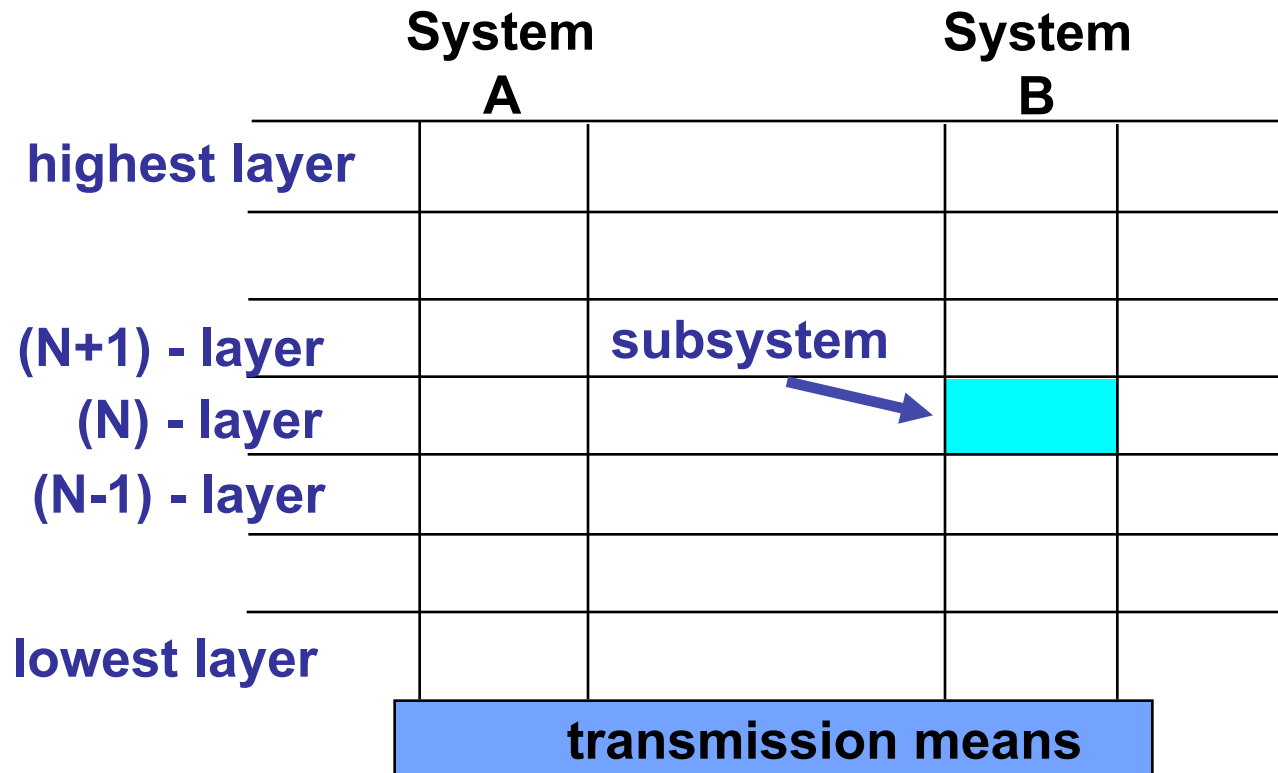 System
A
System
B
highest layer
(N+1) - layer
subsystem
(N) - layer
(N-1) - layer
lowest layer
transmission means